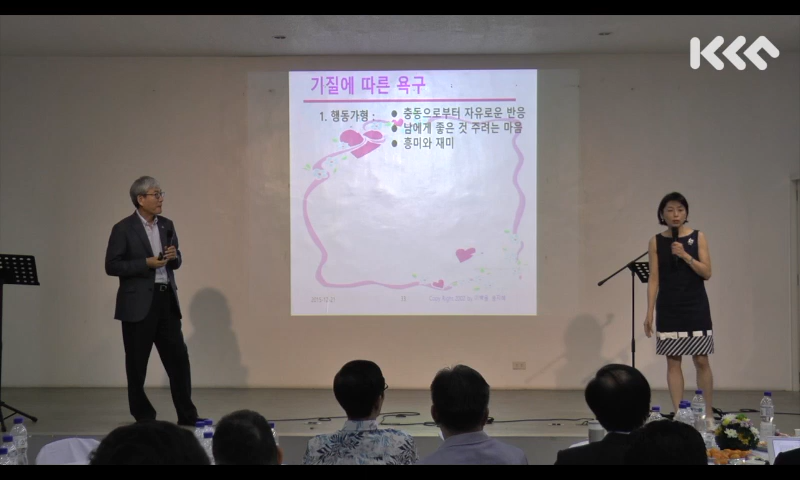 KCC
기질에 따른 욕구
1. 행동가형 : ● 충동으로부터 자유로운 반응
● 남에게 좋은 것 주려는 마음
● 흥미와 재미